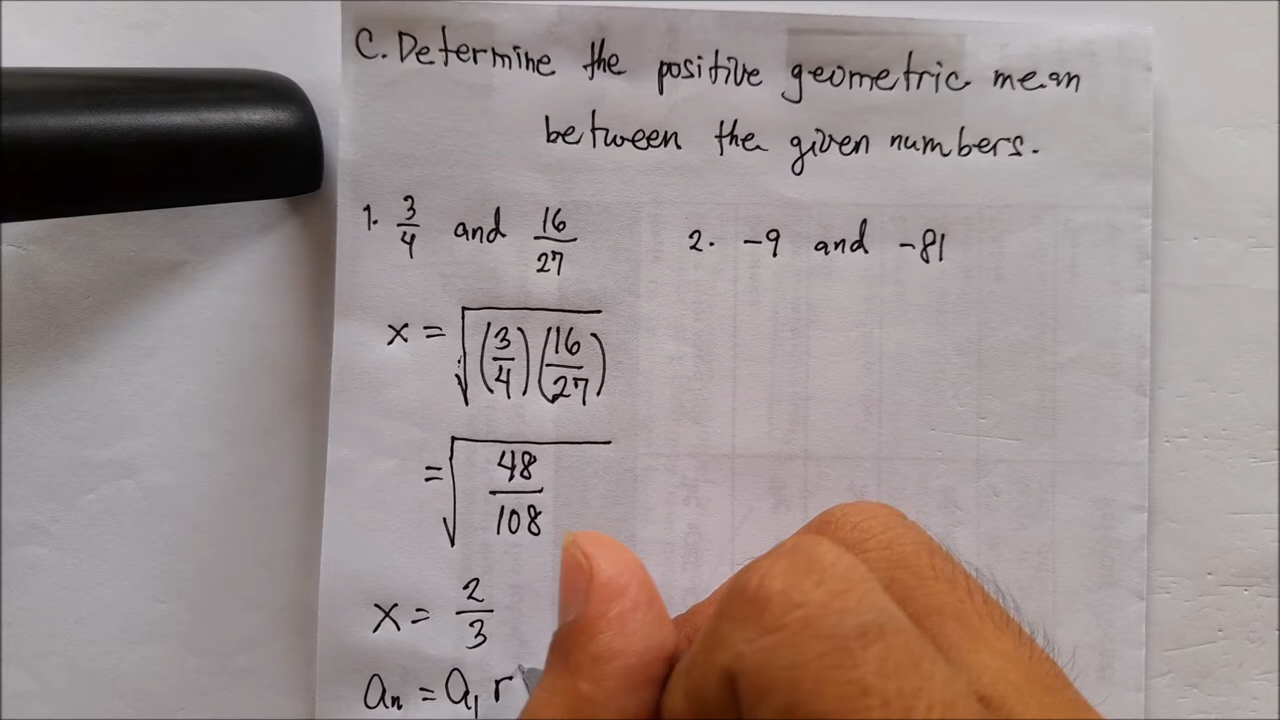 C. Determine the positive geometric mean
between the given numbers.
1. 3/4 and 16/27
2. -9 and -81
x = √(3/4)(16/27)
= √48/108
x = 2/3
aₙ = a₁ r